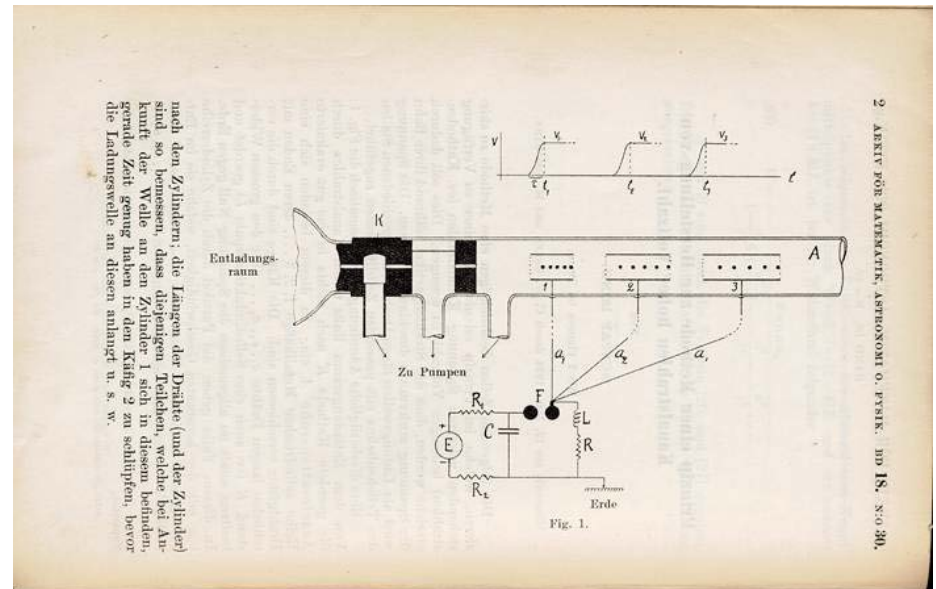 2 ARKIV FÖR MATEMATIK, ASTRONOMI O. FYSIK. BD 18. N:O 30.
V
V₁
V₂
V₃
τ
t₁
t₂
t₃
t
K
A
Entladungs-
raum
1
2
3
Zu Pumpen
a₁
a₂
a₁
F
R₁
L
+
E
C
R
-
R₂
Erde
Fig. 1.
nach den Zylindern; die Längen der Drähte (und der Zylinder)
sind so bemessen, dass diejenigen Teilchen, welche bei An-
kunft der Welle an den Zylinder 1 sich in diesem befinden,
gerade Zeit genug haben in den Käfig 2 zu schlüpfen, bevor
die Ladungswelle an diesen anlangt u. s. w.